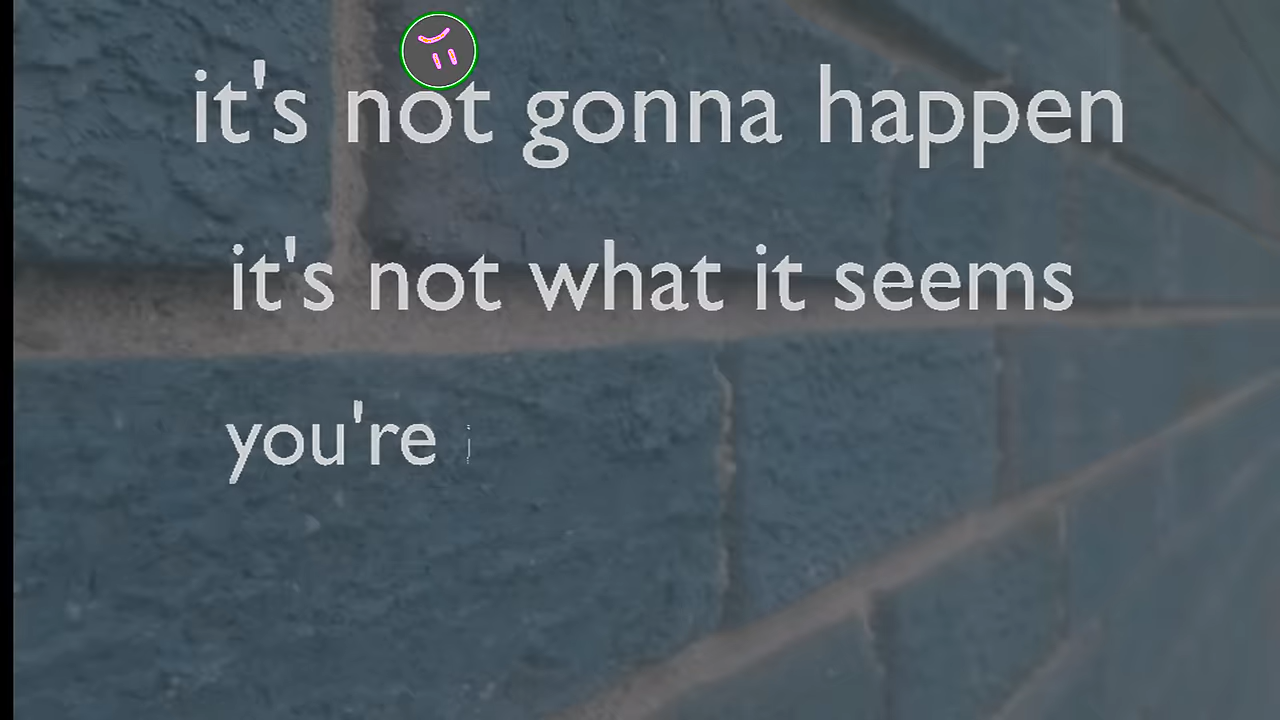 it's not gonna happen
it's not what it seems
you're